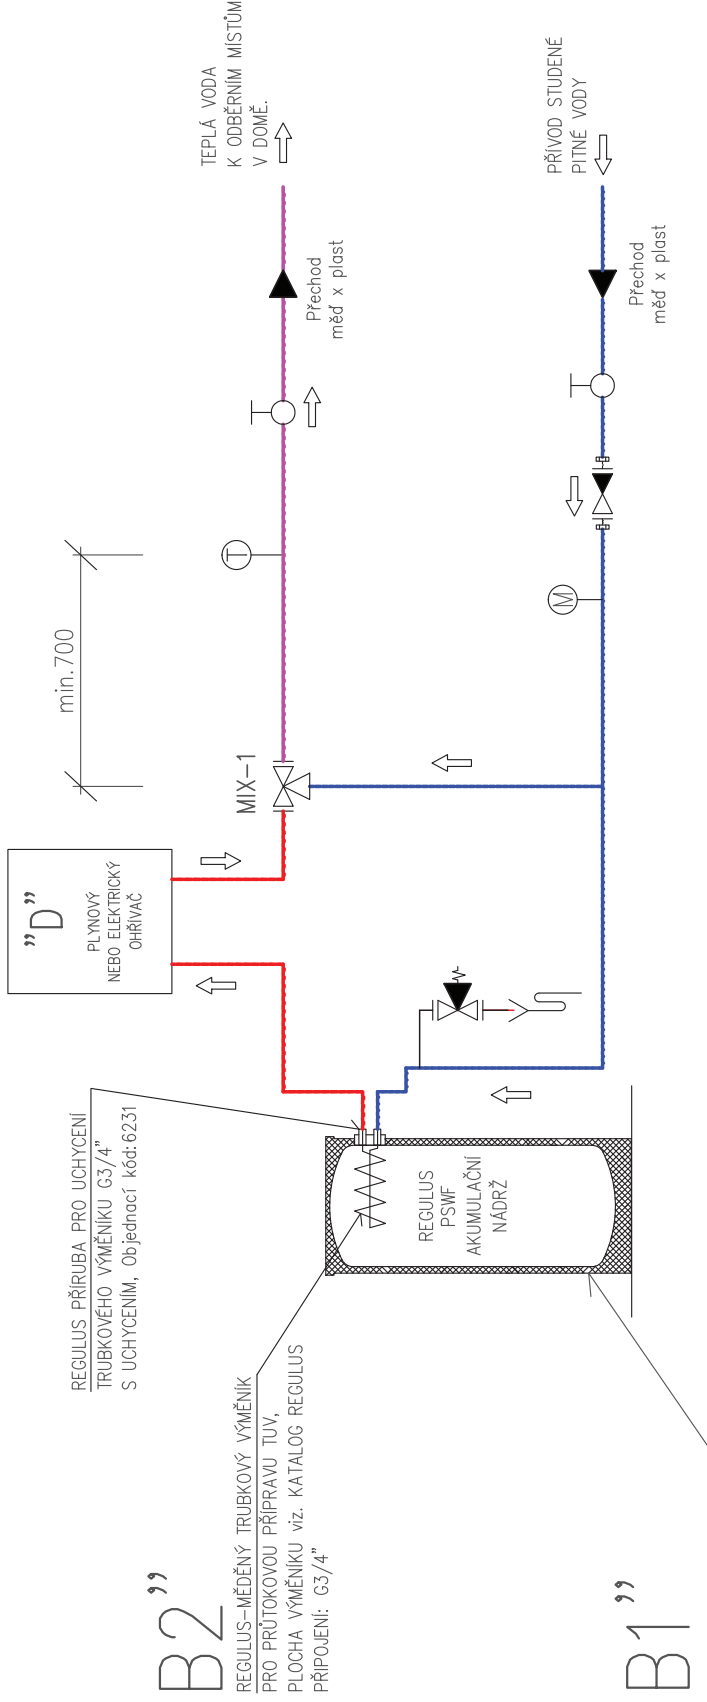 B2”
REGULUS-MĚDĚNÝ TRUBKOVÝ VÝMĚNÍK
PRO PRŮTOKOVOU PŘÍPRAVU TUV,
PLOCHA VÝMĚNÍKU viz. KATALOG REGULUS
PŘIPOJENÍ: G3/4”
REGULUS PŘÍRUBA PRO UCHYCENÍ
TRUBKOVÉHO VÝMĚNÍKU G3/4”
S UCHYCENÍM, Objednací kód:6231
”D”
PLYNOVÝ
NEBO ELEKTRICKÝ
OHŘÍVAČ
min.700
MIX-1
T
TEPLÁ VODA
K ODBĚRNÍM MÍSTŮM
V DOMĚ.
Přechod
měď x plast
REGULUS
PSWF
AKUMULAČNÍ
NÁDRŽ
M
PŘÍVOD STUDENÉ
PITNÉ VODY
Přechod
měď x plast
B1”